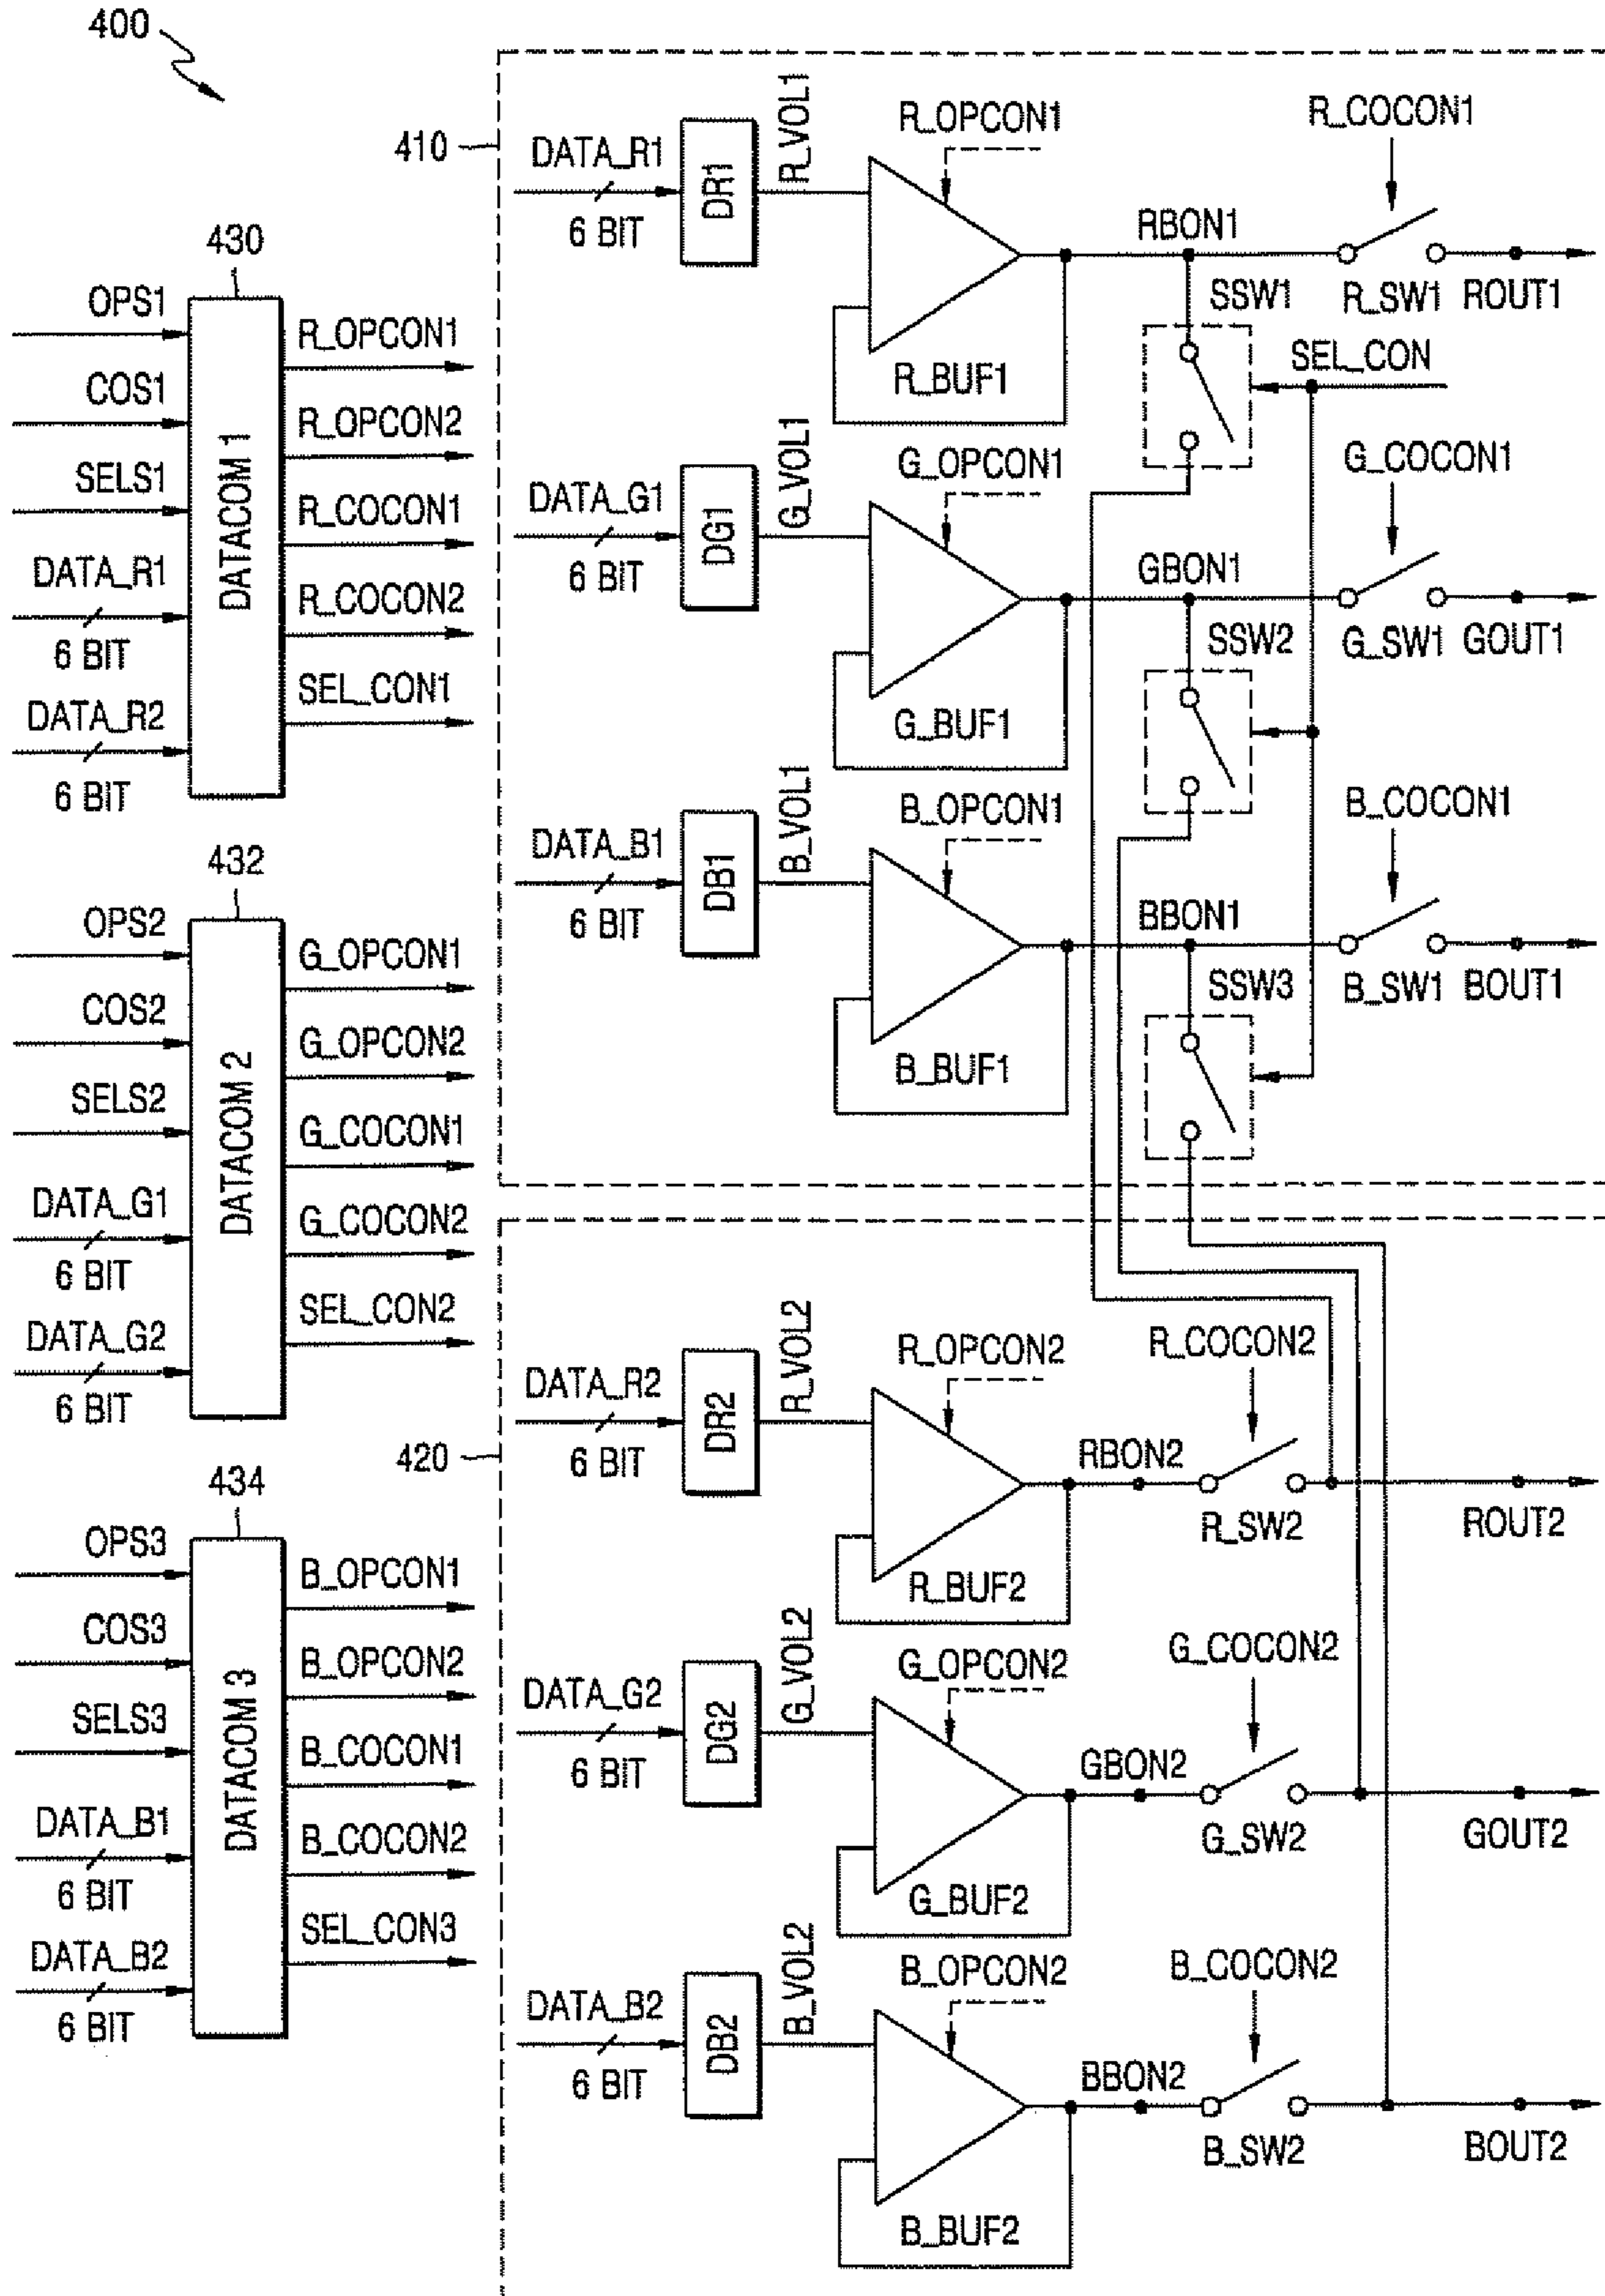 400
430
OPS1
COS1
SELS1
DATA_R1
6 BIT
DATA_R2
6 BIT
DATACOM 1
R_OPCON1
R_OPCON2
R_COCON1
R_COCON2
SEL_CON1
432
OPS2
COS2
SELS2
DATA_G1
6 BIT
DATA_G2
6 BIT
DATACOM 2
G_OPCON1
G_OPCON2
G_COCON1
G_COCON2
SEL_CON2
434
OPS3
COS3
SELS3
DATA_B1
6 BIT
DATA_B2
6 BIT
DATACOM 3
B_OPCON1
B_OPCON2
B_COCON1
B_COCON2
SEL_CON3
410
DATA_R1
6 BIT
DR1
R_VOL1
R_OPCON1
R_BUF1
RBON1
R_COCON1
SSW1
R_SW1
ROUT1
SEL_CON
DATA_G1
6 BIT
DG1
G_VOL1
G_OPCON1
G_BUF1
GBON1
G_COCON1
SSW2
G_SW1
GOUT1
DATA_B1
6 BIT
DB1
B_VOL1
B_OPCON1
B_BUF1
BBON1
B_COCON1
SSW3
B_SW1
BOUT1
420
DATA_R2
6 BIT
DR2
R_VOL2
R_OPCON2
R_BUF2
RBON2
R_COCON2
R_SW2
ROUT2
DATA_G2
6 BIT
DG2
G_VOL2
G_OPCON2
G_BUF2
GBON2
G_COCON2
G_SW2
GOUT2
DATA_B2
6 BIT
DB2
B_VOL2
B_OPCON2
B_BUF2
BBON2
B_COCON2
B_SW2
BOUT2